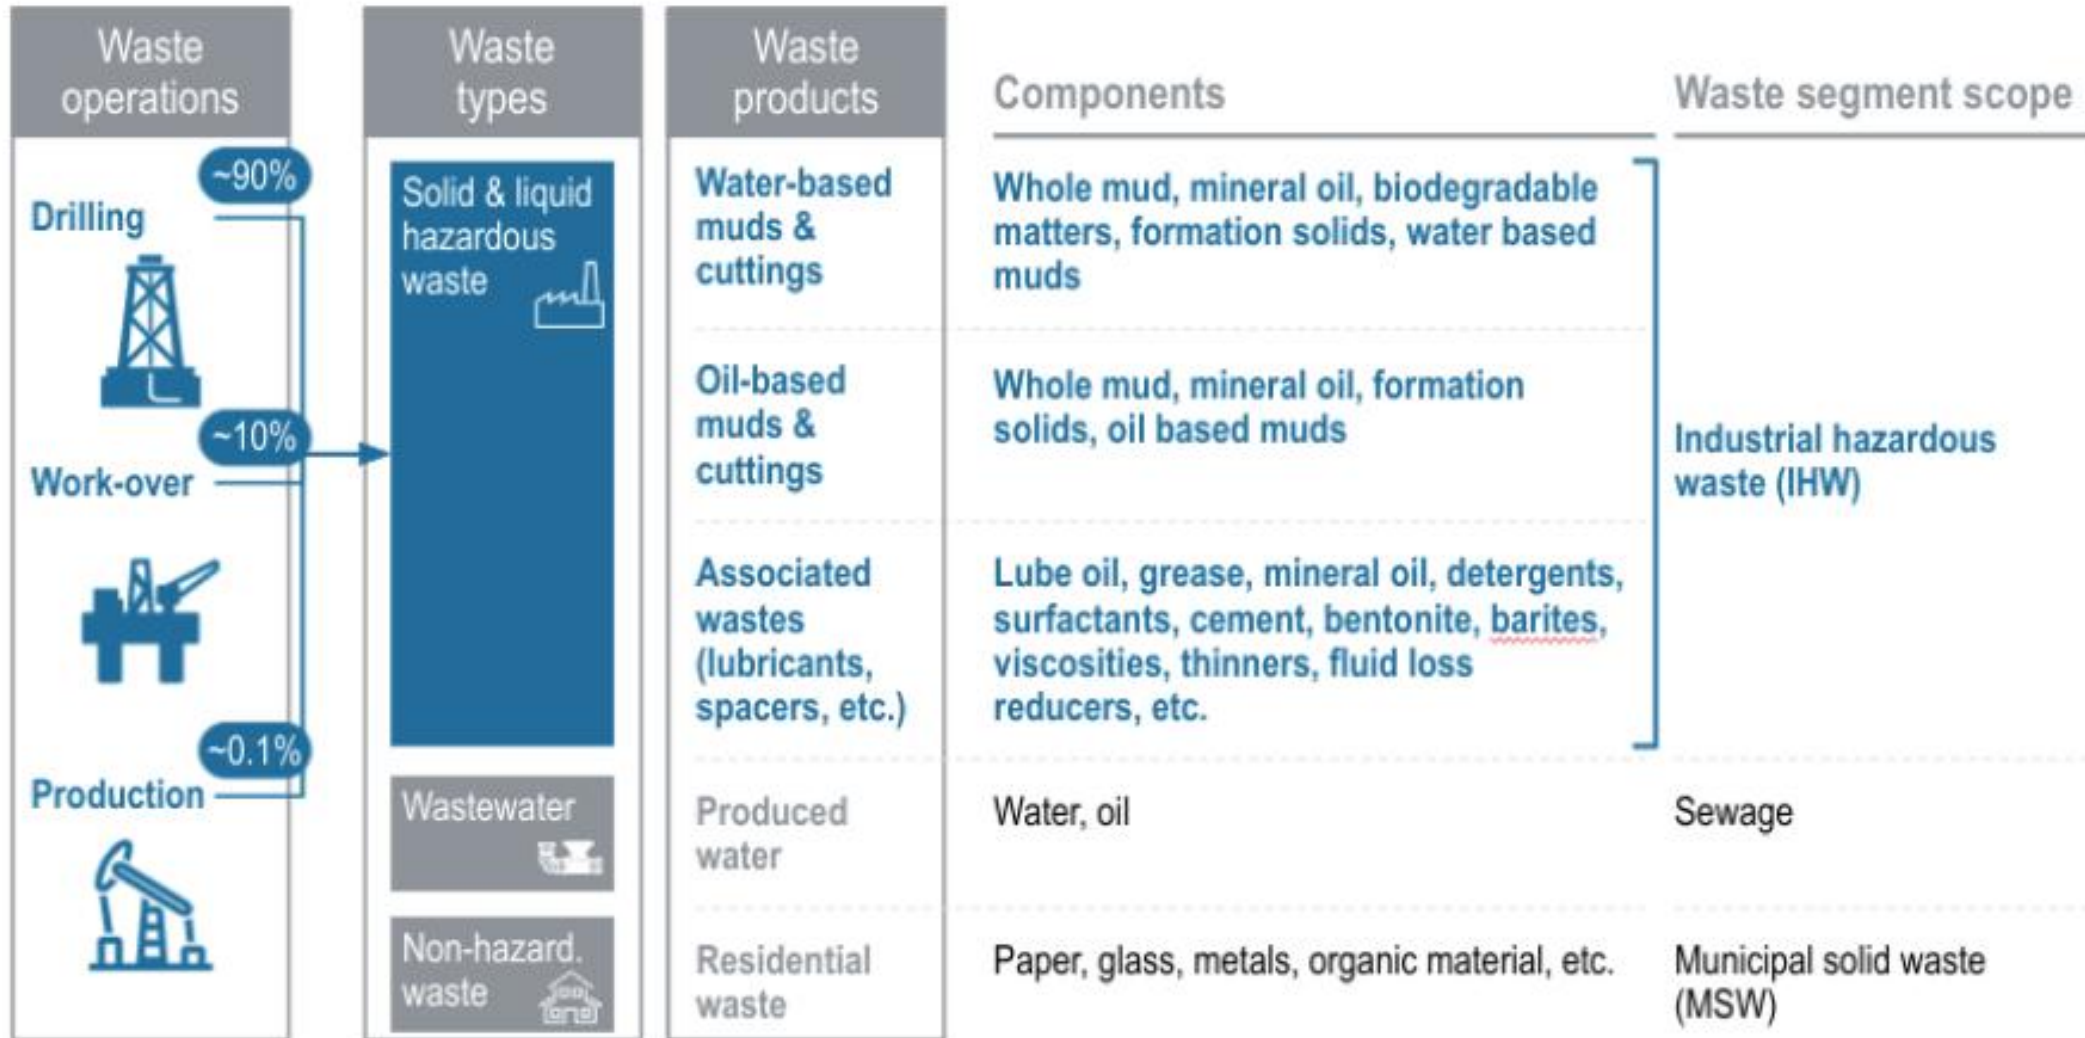 Waste
operations
Waste
types
Waste
products
Components
Waste segment scope
~90%
Drilling
~10%
Work-over
~0.1%
Production
Solid & liquid
hazardous
waste
Wastewater
Non-hazard.
waste
Water-based
muds &
cuttings
Whole mud, mineral oil, biodegradable
matters, formation solids, water based
muds
Oil-based
muds &
cuttings
Whole mud, mineral oil, formation
solids, oil based muds
Associated
wastes
(lubricants,
spacers, etc.)
Lube oil, grease, mineral oil, detergents,
surfactants, cement, bentonite, barites,
viscosities, thinners, fluid loss
reducers, etc.
Industrial hazardous
waste (IHW)
Produced
water
Water, oil
Sewage
Residential
waste
Paper, glass, metals, organic material, etc.
Municipal solid waste
(MSW)